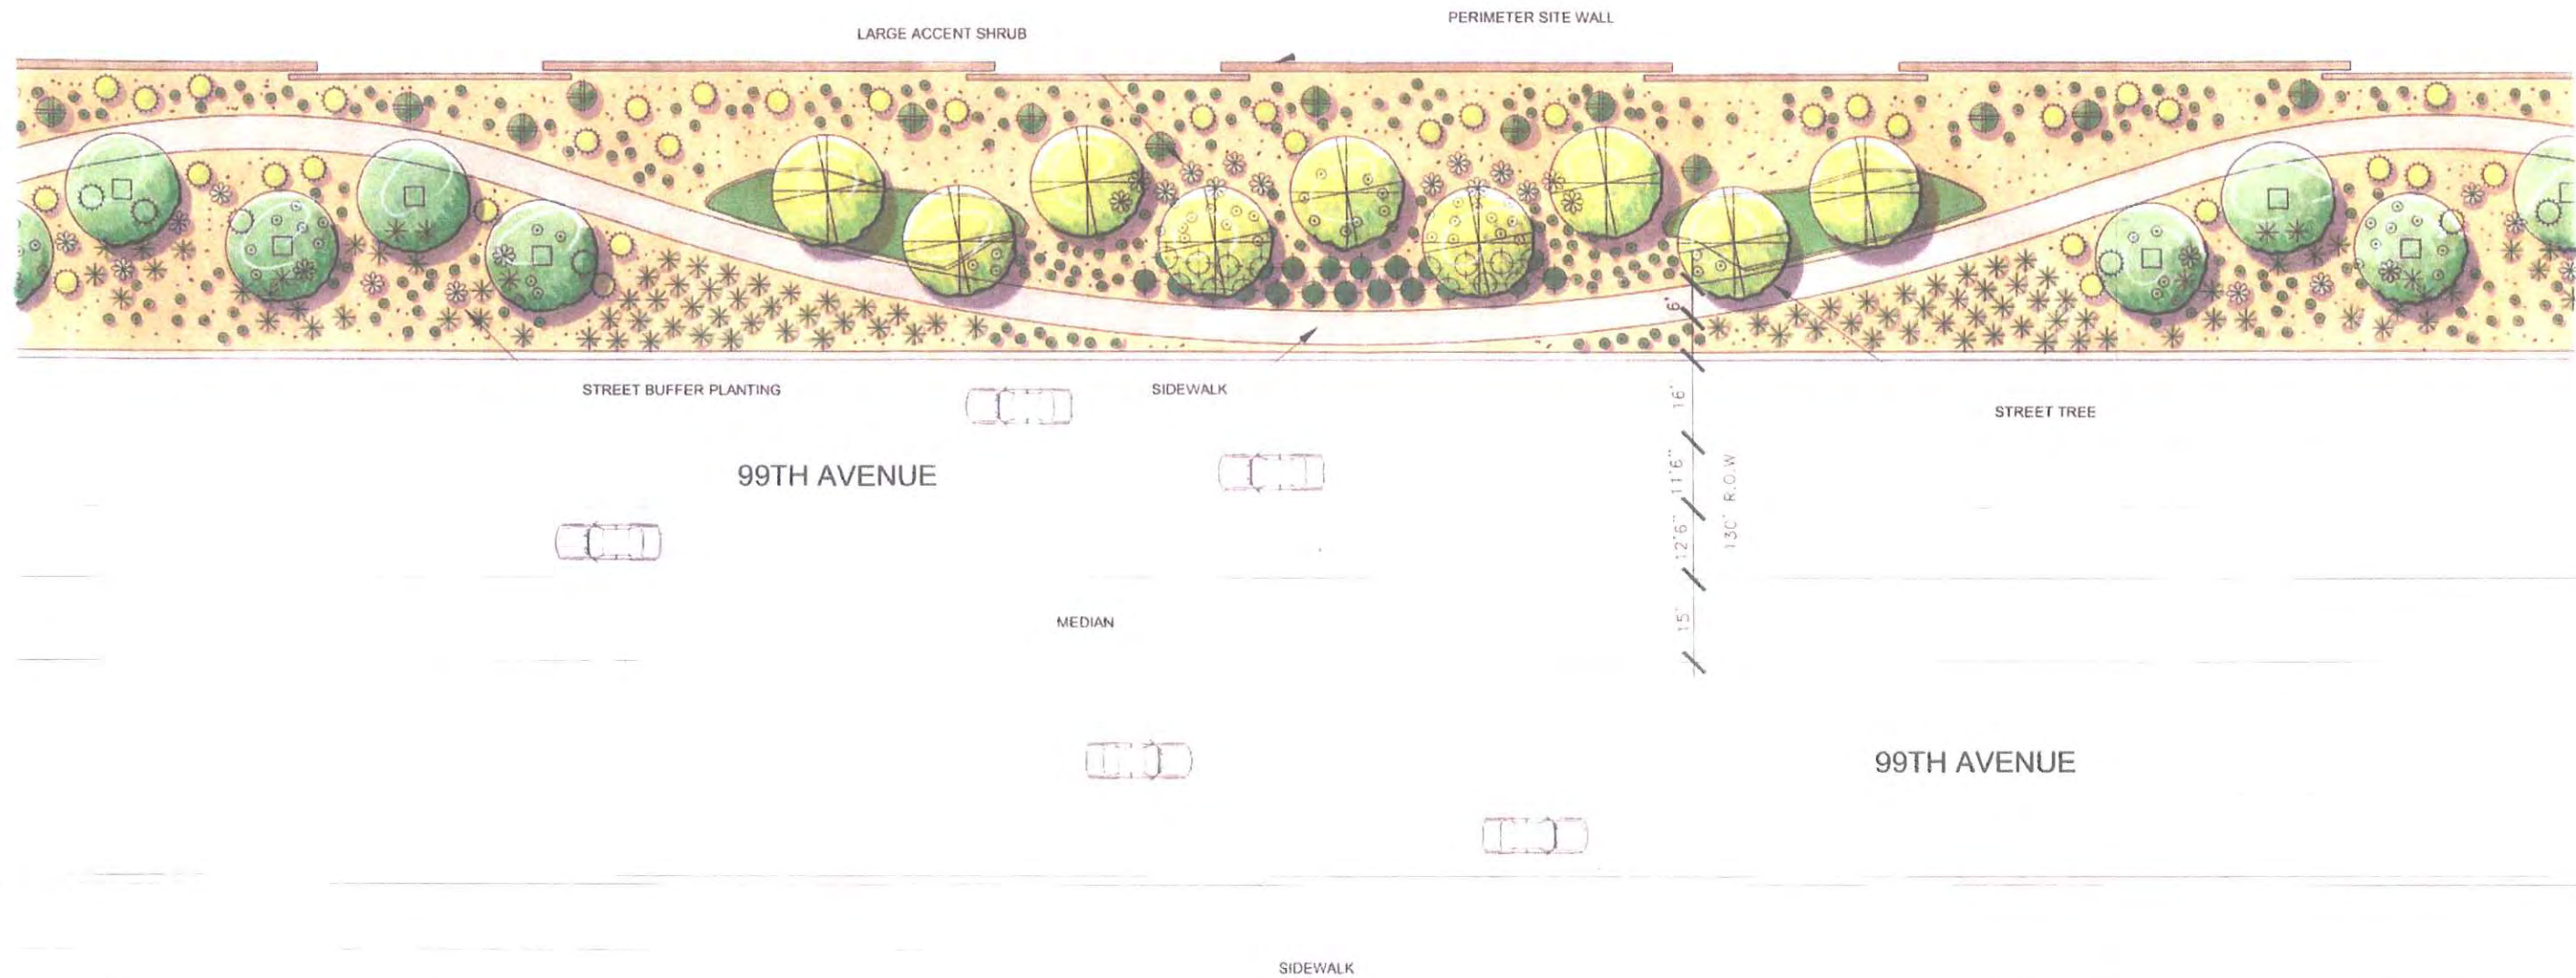 PERIMETER SITE WALL
LARGE ACCENT SHRUB
6'
STREET BUFFER PLANTING
SIDEWALK
16'
STREET TREE
99TH AVENUE
11'6"
130' R.O.W
12'6"
MEDIAN
15'
99TH AVENUE
SIDEWALK